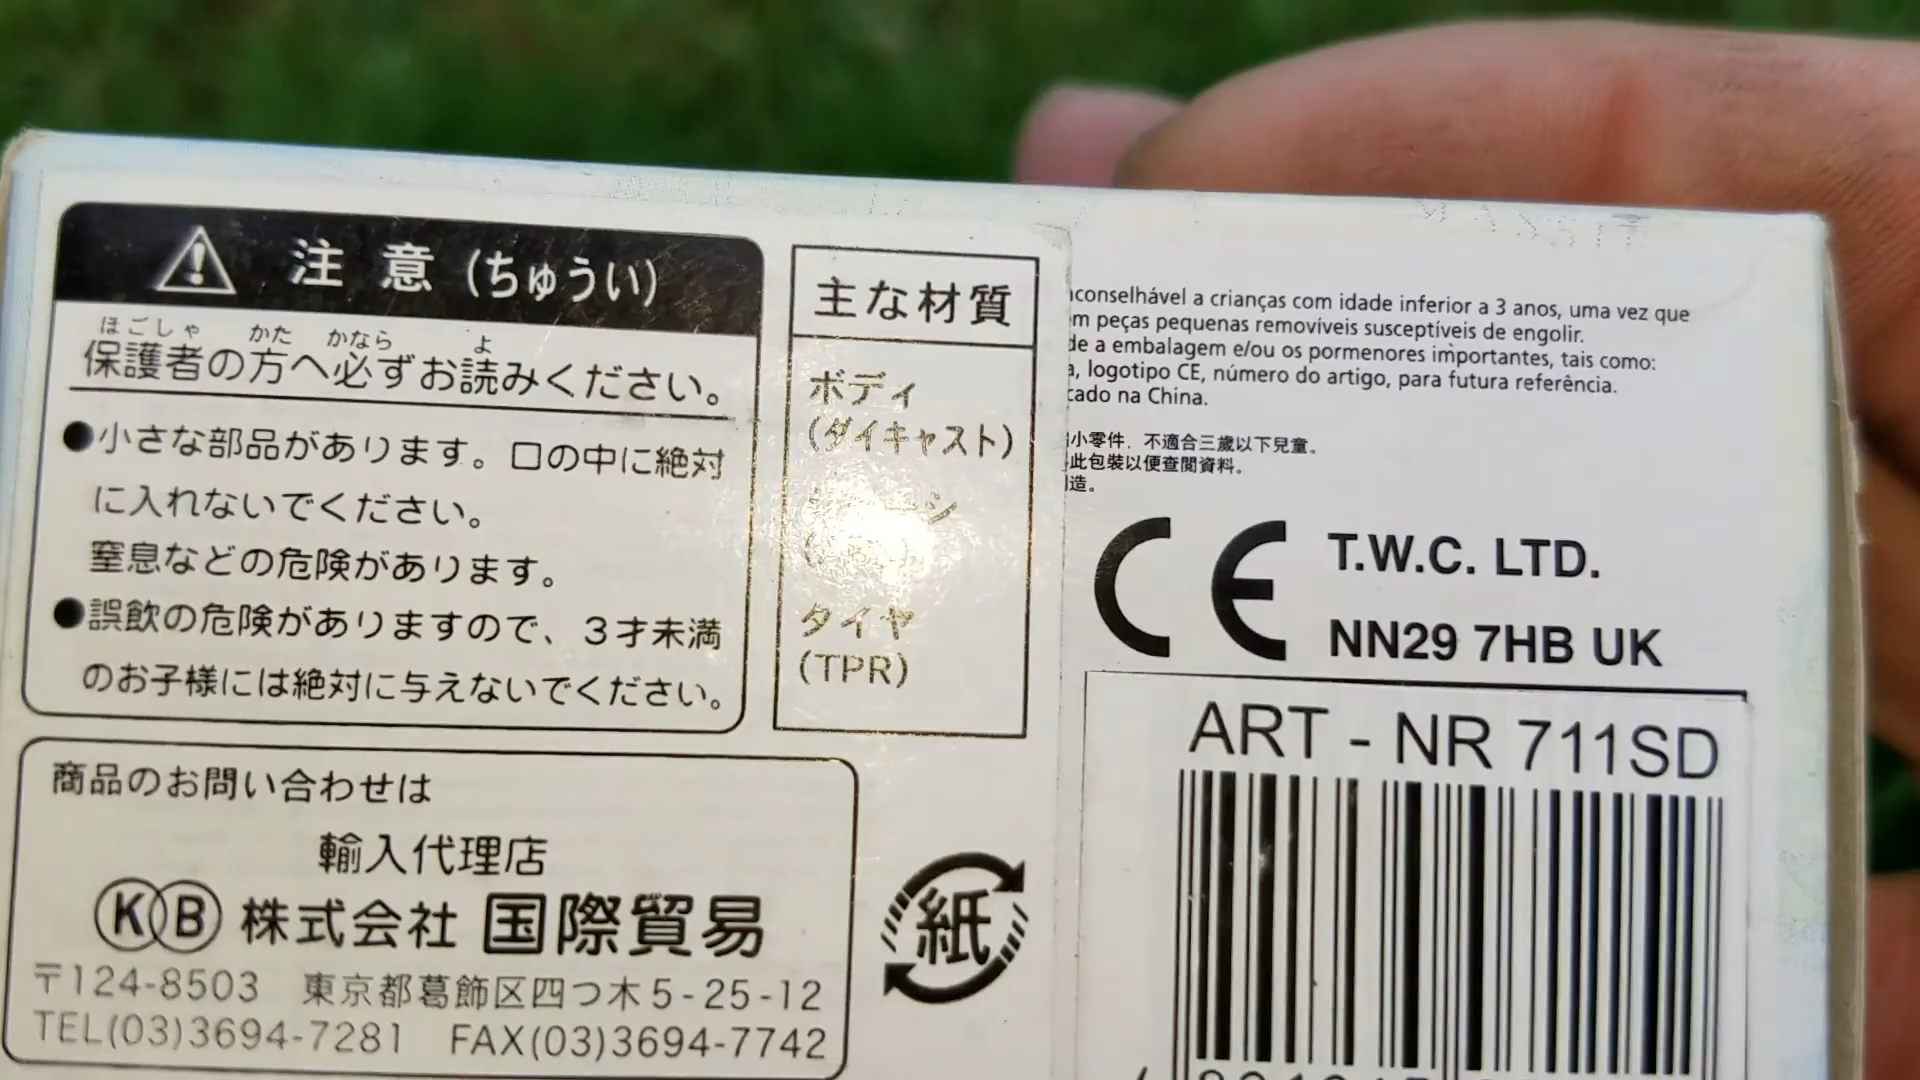 注意(ちゅうい)
ほごしゃ かた かなら よ
保護者の方へ必ずお読みください。
●小さな部品があります。口の中に絶対
に入れないでください。
窒息などの危険があります。
●誤飲の危険がありますので、3才未満
のお子様には絶対に与えないでください。
主な材質
ボディ
(ダイキャスト)
タイヤ
(TPR)
商品のお問い合わせは
輸入代理店
KB 株式会社 国際貿易
〒124-8503 東京都葛飾区四つ木5-25-12
TEL(03)3694-7281 FAX(03)3694-7742
紙
conselhável a crianças com idade inferior a 3 anos, uma vez que
m peças pequenas removíveis susceptíveis de engolir.
de a embalagem e/ou os pormenores importantes, tais como:
a, logotipo CE, número do artigo, para futura referência.
cado na China.
小零件，不適合三歲以下兒童。
此包裝以便查閱資料。
造。
CE T.W.C. LTD.
NN29 7HB UK
ART - NR 711SD